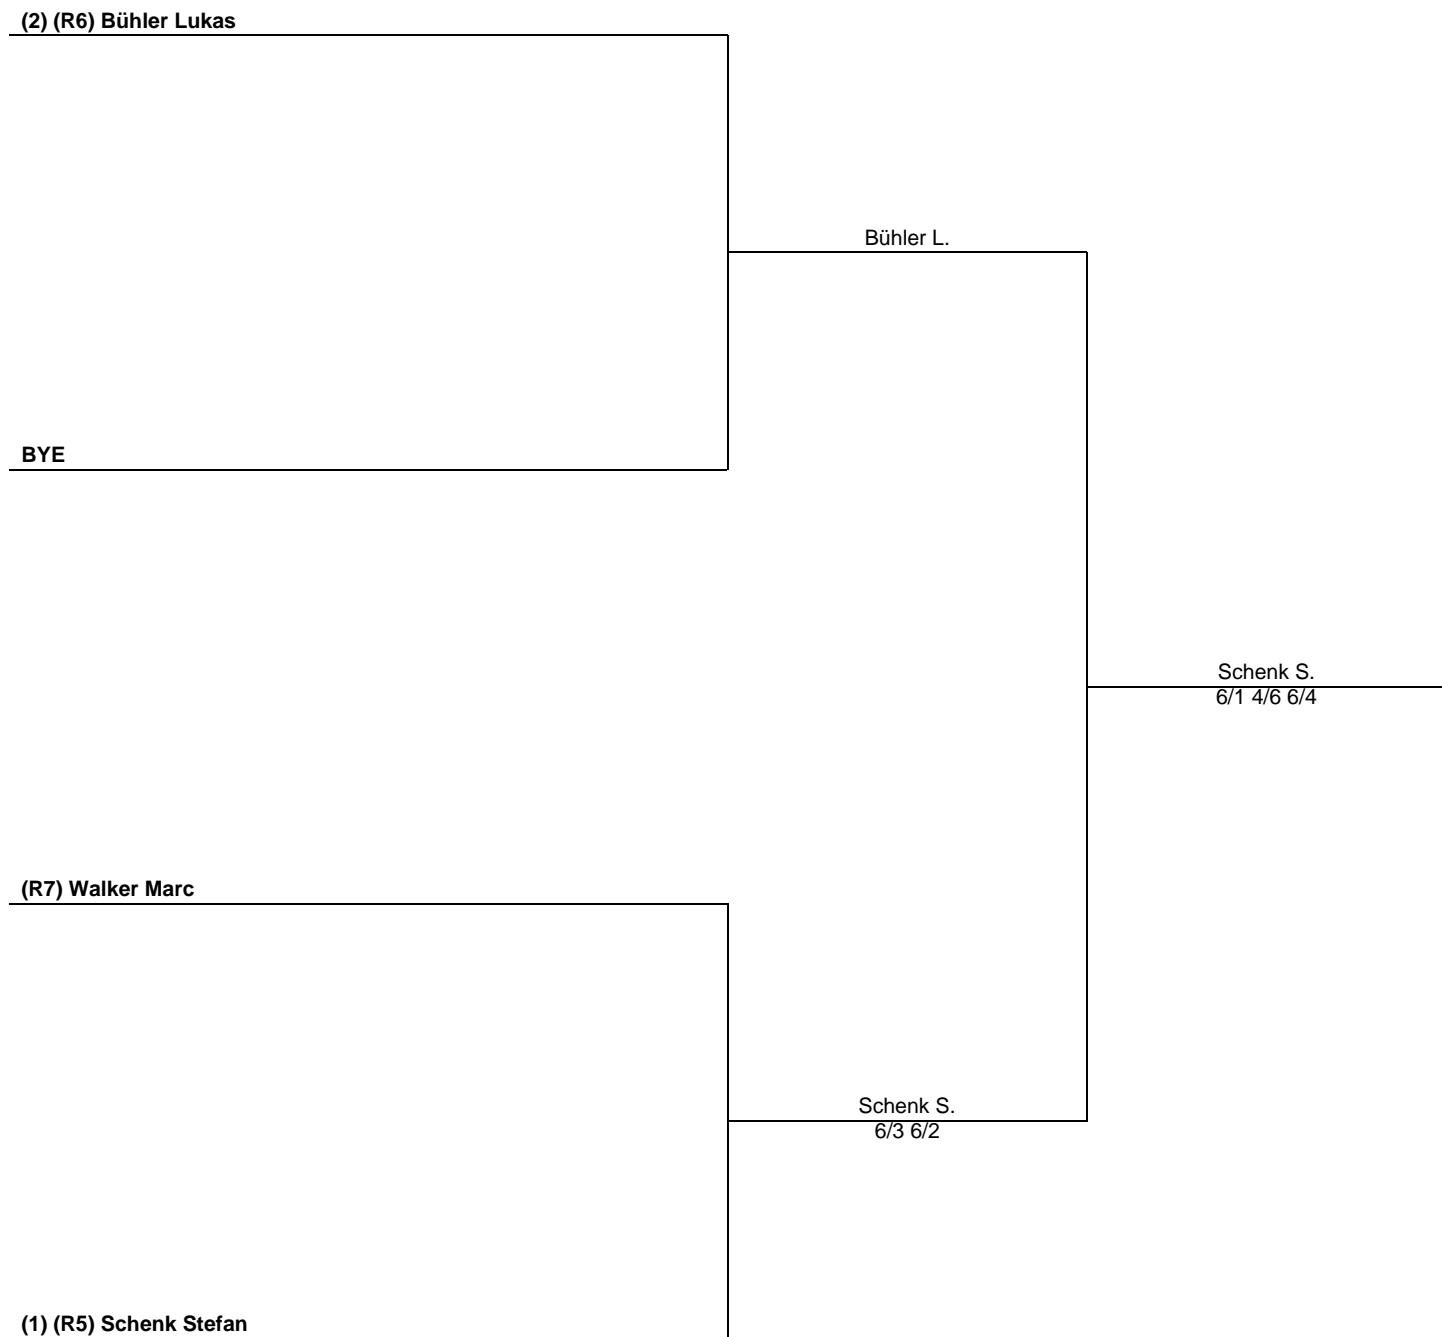 (2) (R6) Bühler Lukas
Bühler L.
BYE
Schenk S.
6/1 4/6 6/4
(R7) Walker Marc
Schenk S.
6/3 6/2
(1) (R5) Schenk Stefan